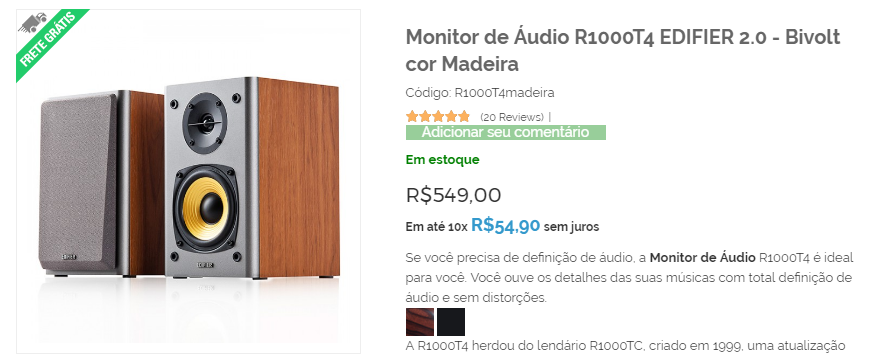 FRETE GRÁTIS
Monitor de Áudio R1000T4 EDIFIER 2.0 - Bivolt
cor Madeira
Código: R1000T4madeira
(20 Reviews) |
Adicionar seu comentário
Em estoque
R$549,00
Em até 10x R$54,90 sem juros
Se você precisa de definição de áudio, a Monitor de Áudio R1000T4 é ideal
para você. Você ouve os detalhes das suas músicas com total definição de
áudio e sem distorções.
A R1000T4 herdou do lendário R1000TC, criado em 1999, uma atualização
EDIFIER
EDIFIER